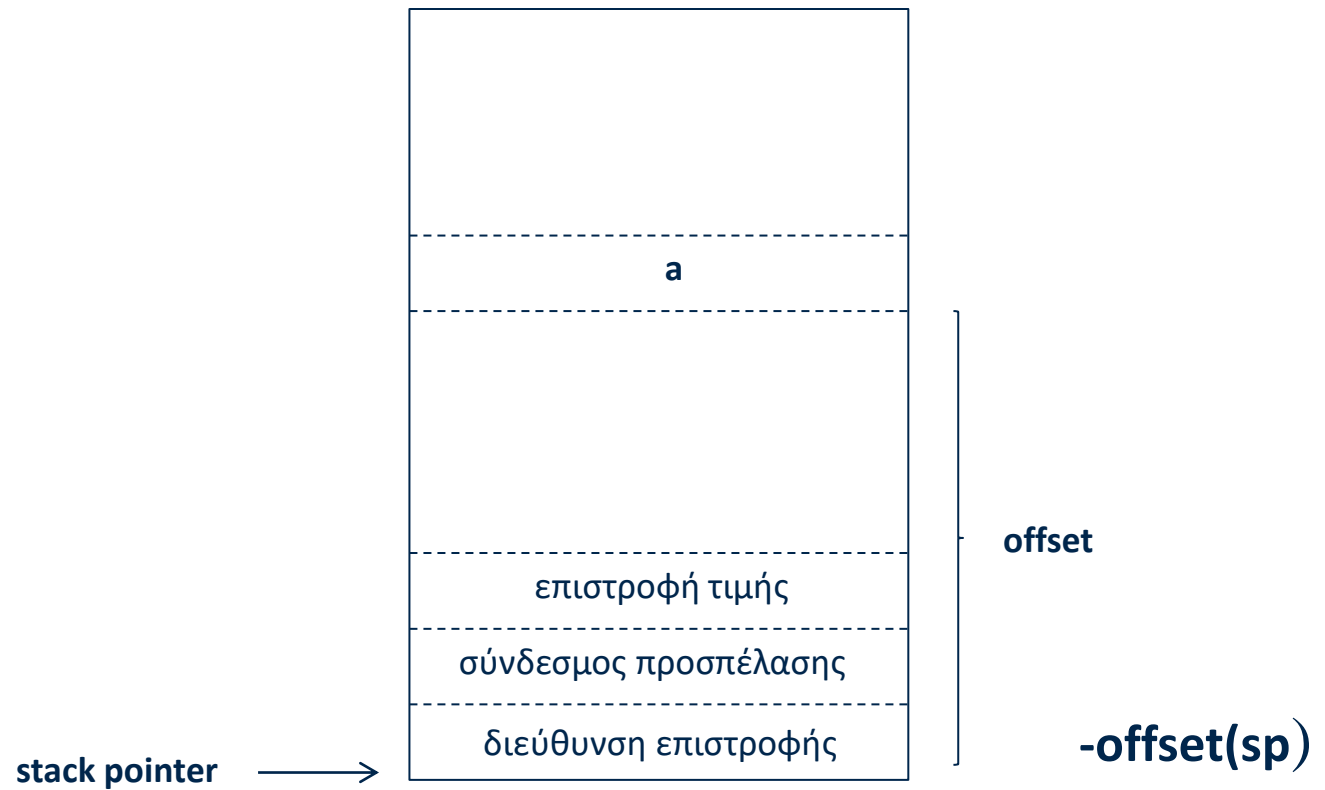 a
offset
επιστροφή τιμής
σύνδεσμος προσπέλασης
διεύθυνση επιστροφής
-offset(sp)
stack pointer